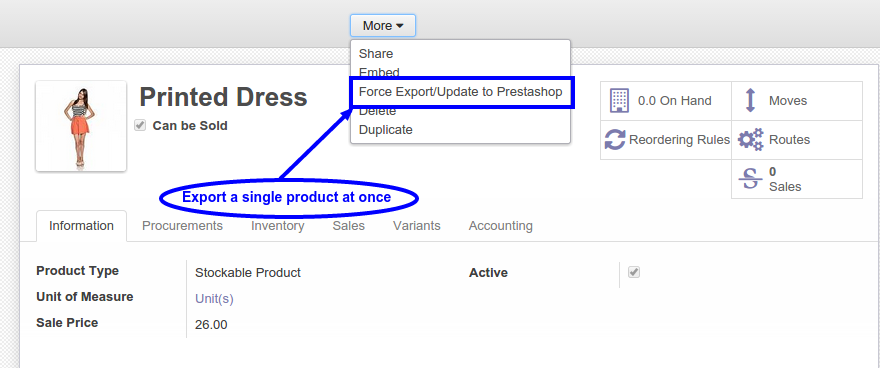 More
Share
Embed
Force Export/Update to Prestashop
Delete
Duplicate
Printed Dress
Can be Sold
0.0 On Hand
Moves
Reordering Rules
Routes
0
Sales
Export a single product at once
Information Procurements Inventory Sales Variants Accounting
Product Type Stockable Product Active
Unit of Measure Unit(s)
Sale Price 26.00